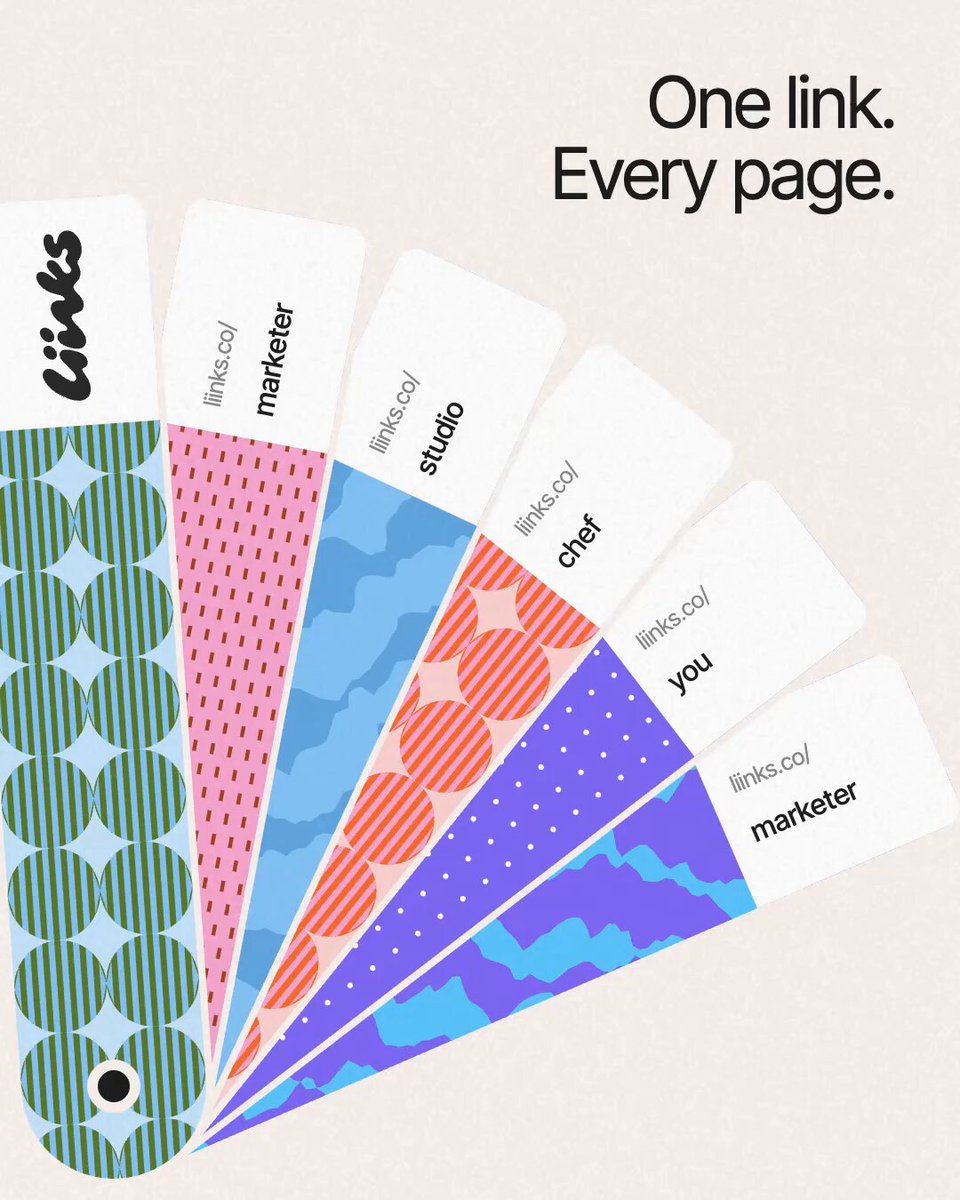 One link.
Every page.
liinks
liinks.co/
marketer
liinks.co/
studio
liinks.co/
chef
liinks.co/
you
liinks.co/
marketer